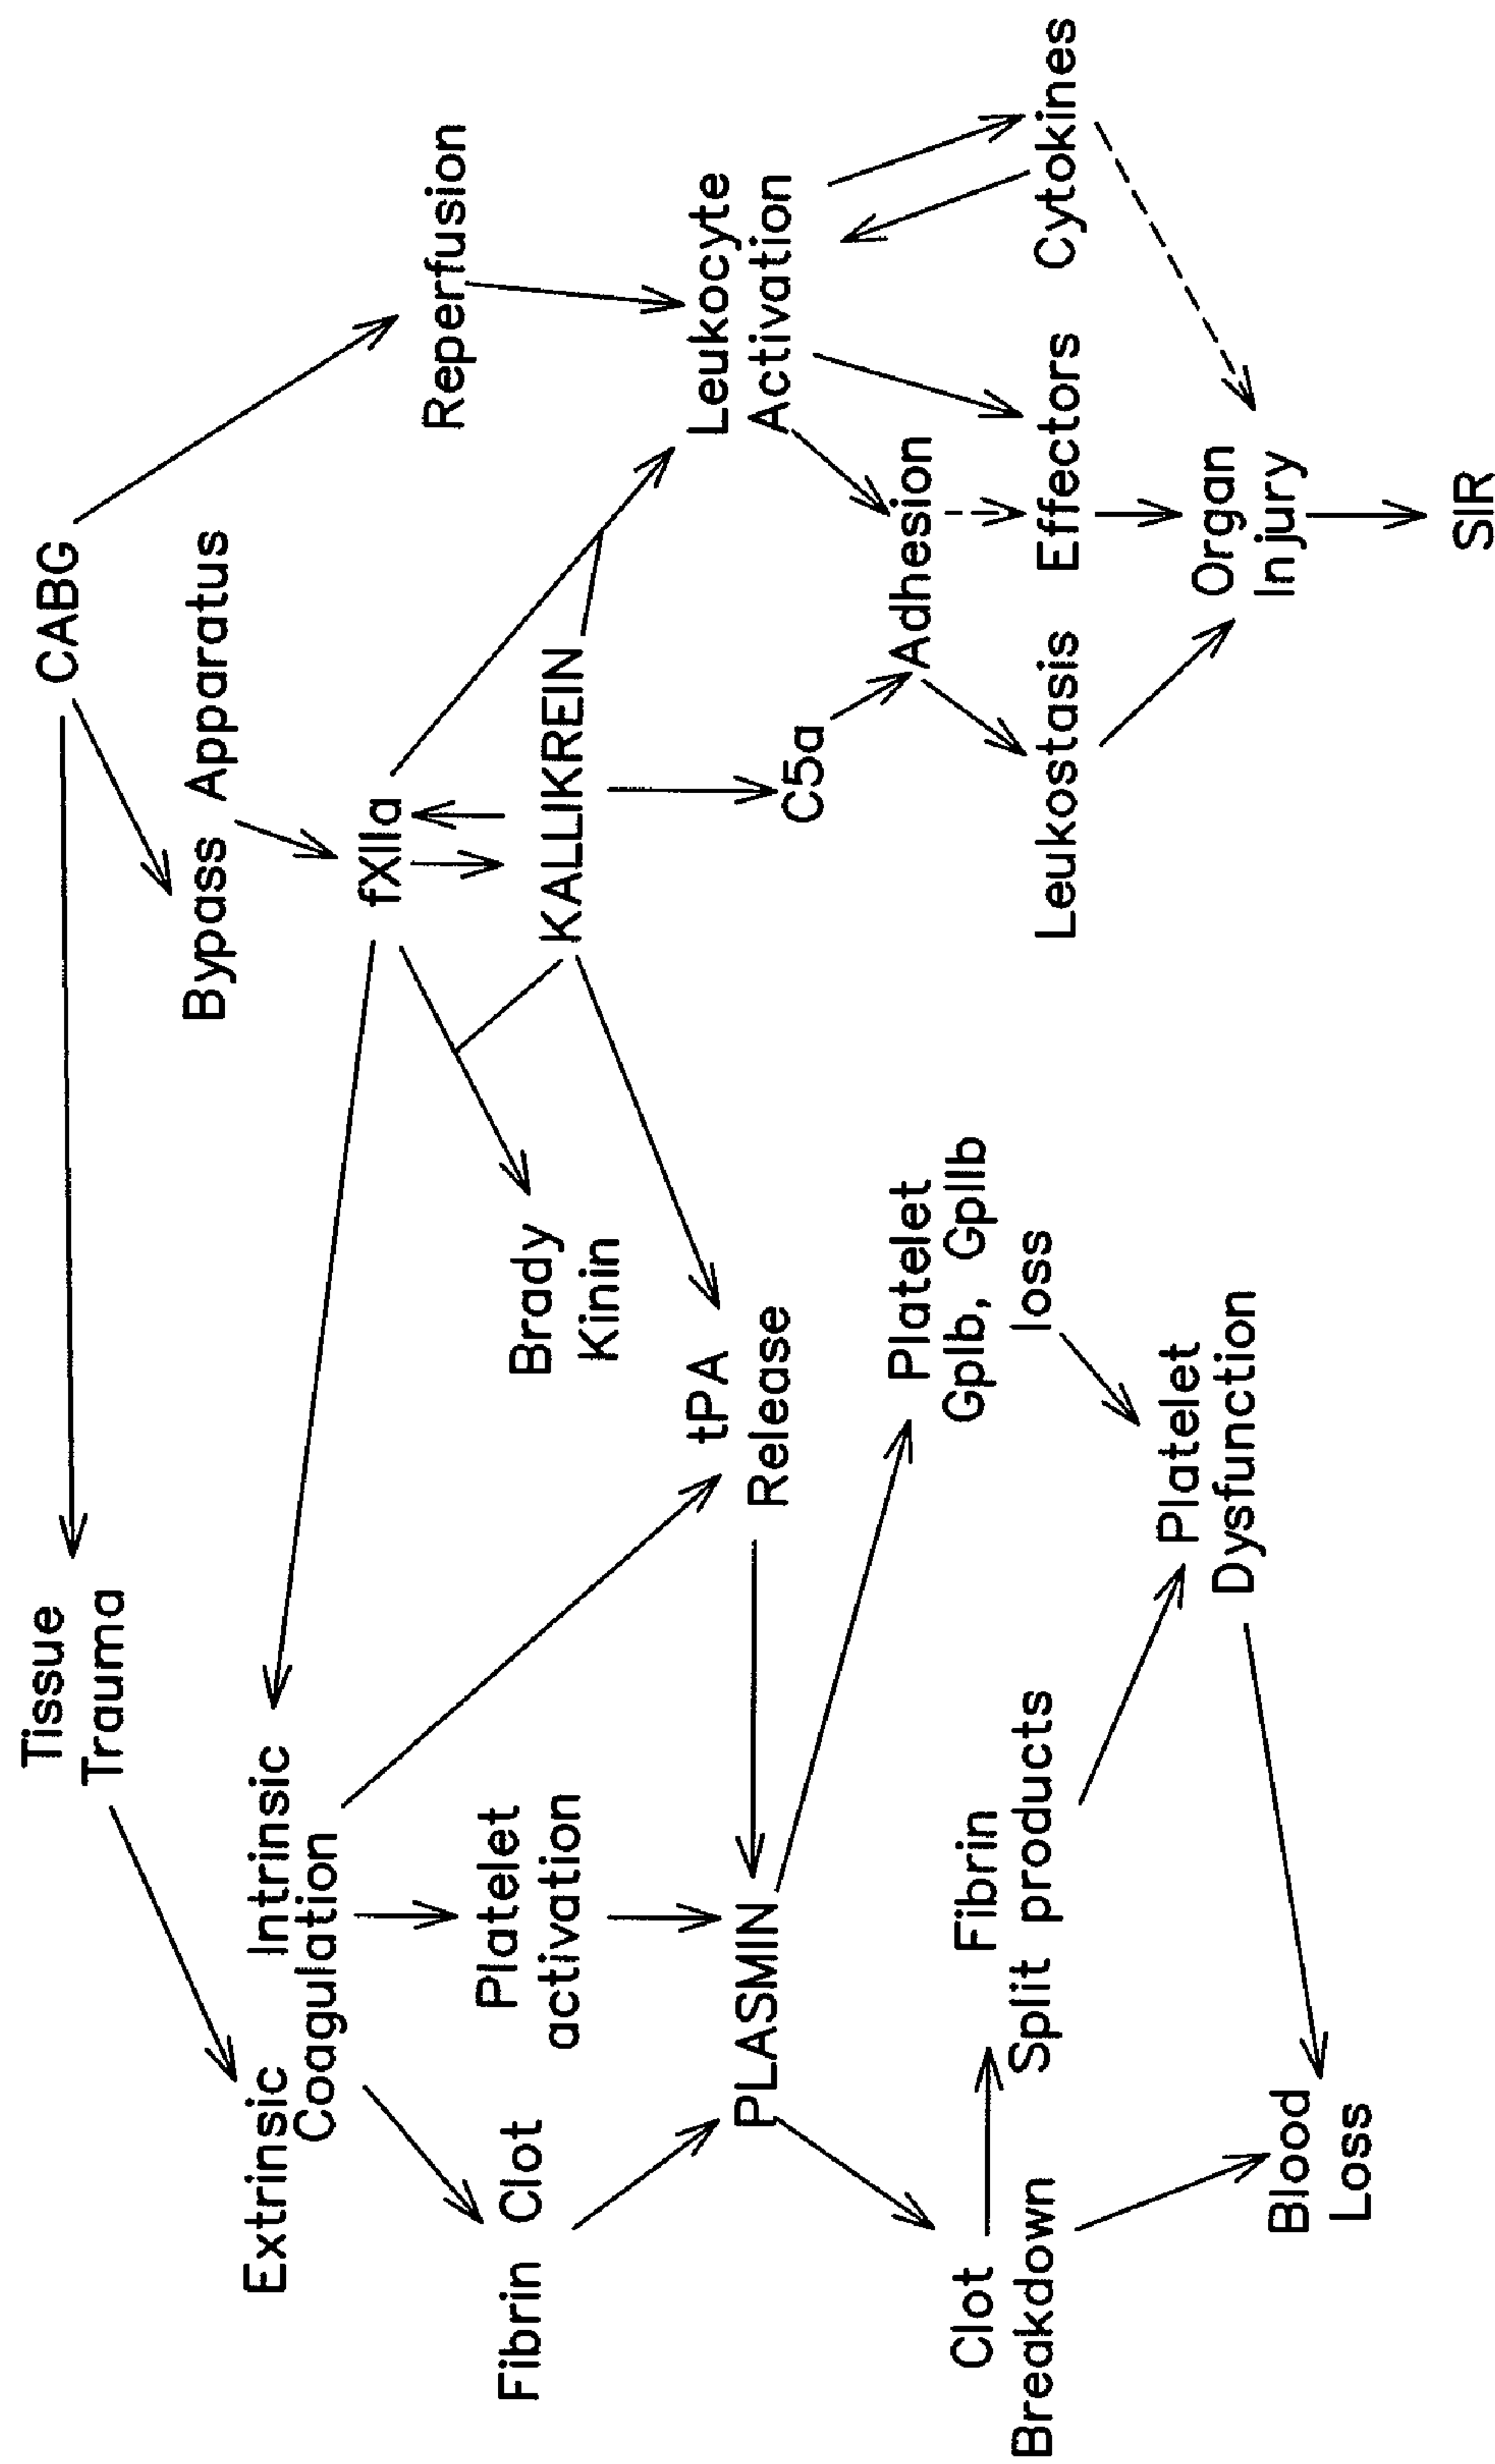 CABG
Tissue
Trauma
Bypass Apparatus
Extrinsic Intrinsic
Coagulation
fXIIa
Reperfusion
Fibrin Clot
Platelet
activation
Brady
Kinin
KALLIKREIN
PLASMIN
tPA
Release
C5a
Leukocyte
Activation
Platelet
GpIb, GpIIb
loss
Adhesion
Clot
Breakdown
Fibrin
Split products
Leukostasis
Effectors
Cytokines
Platelet
Dysfunction
Organ
Injury
Blood
Loss
SIR